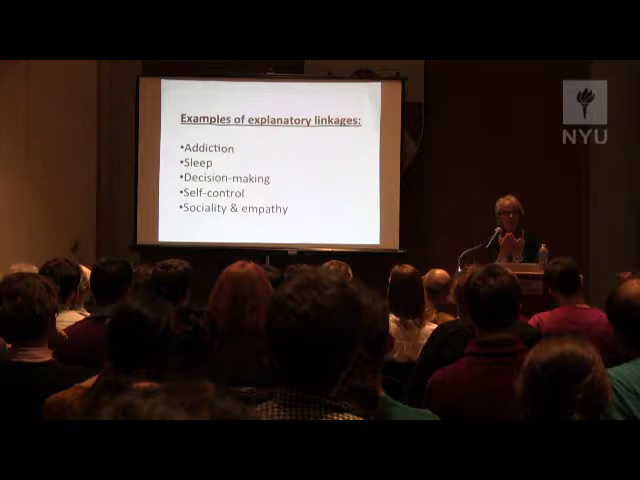 Examples of explanatory linkages:
•Addiction
•Sleep
•Decision-making
•Self-control
•Sociality & empathy
NYU